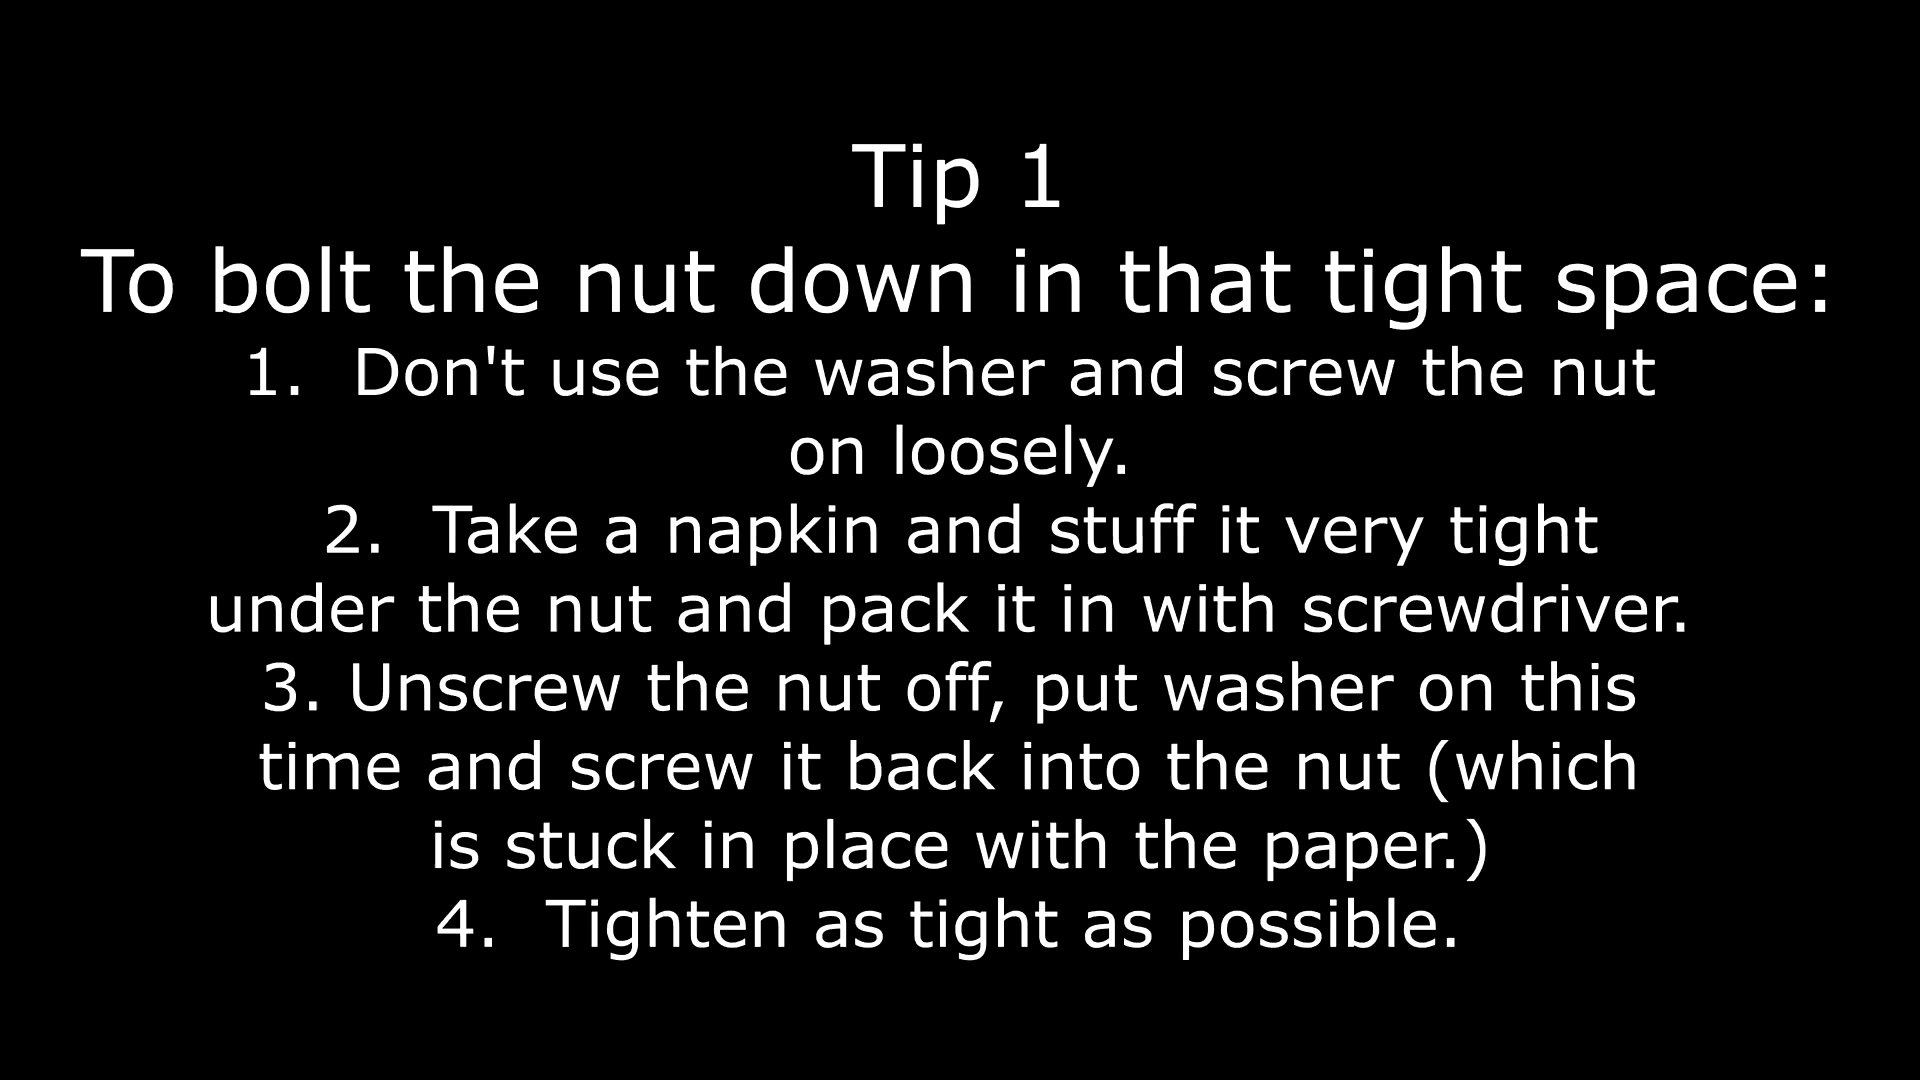 Tip 1
To bolt the nut down in that tight space:
1. Don't use the washer and screw the nut
on loosely.
2. Take a napkin and stuff it very tight
under the nut and pack it in with screwdriver.
3. Unscrew the nut off, put washer on this
time and screw it back into the nut (which
is stuck in place with the paper.)
4. Tighten as tight as possible.